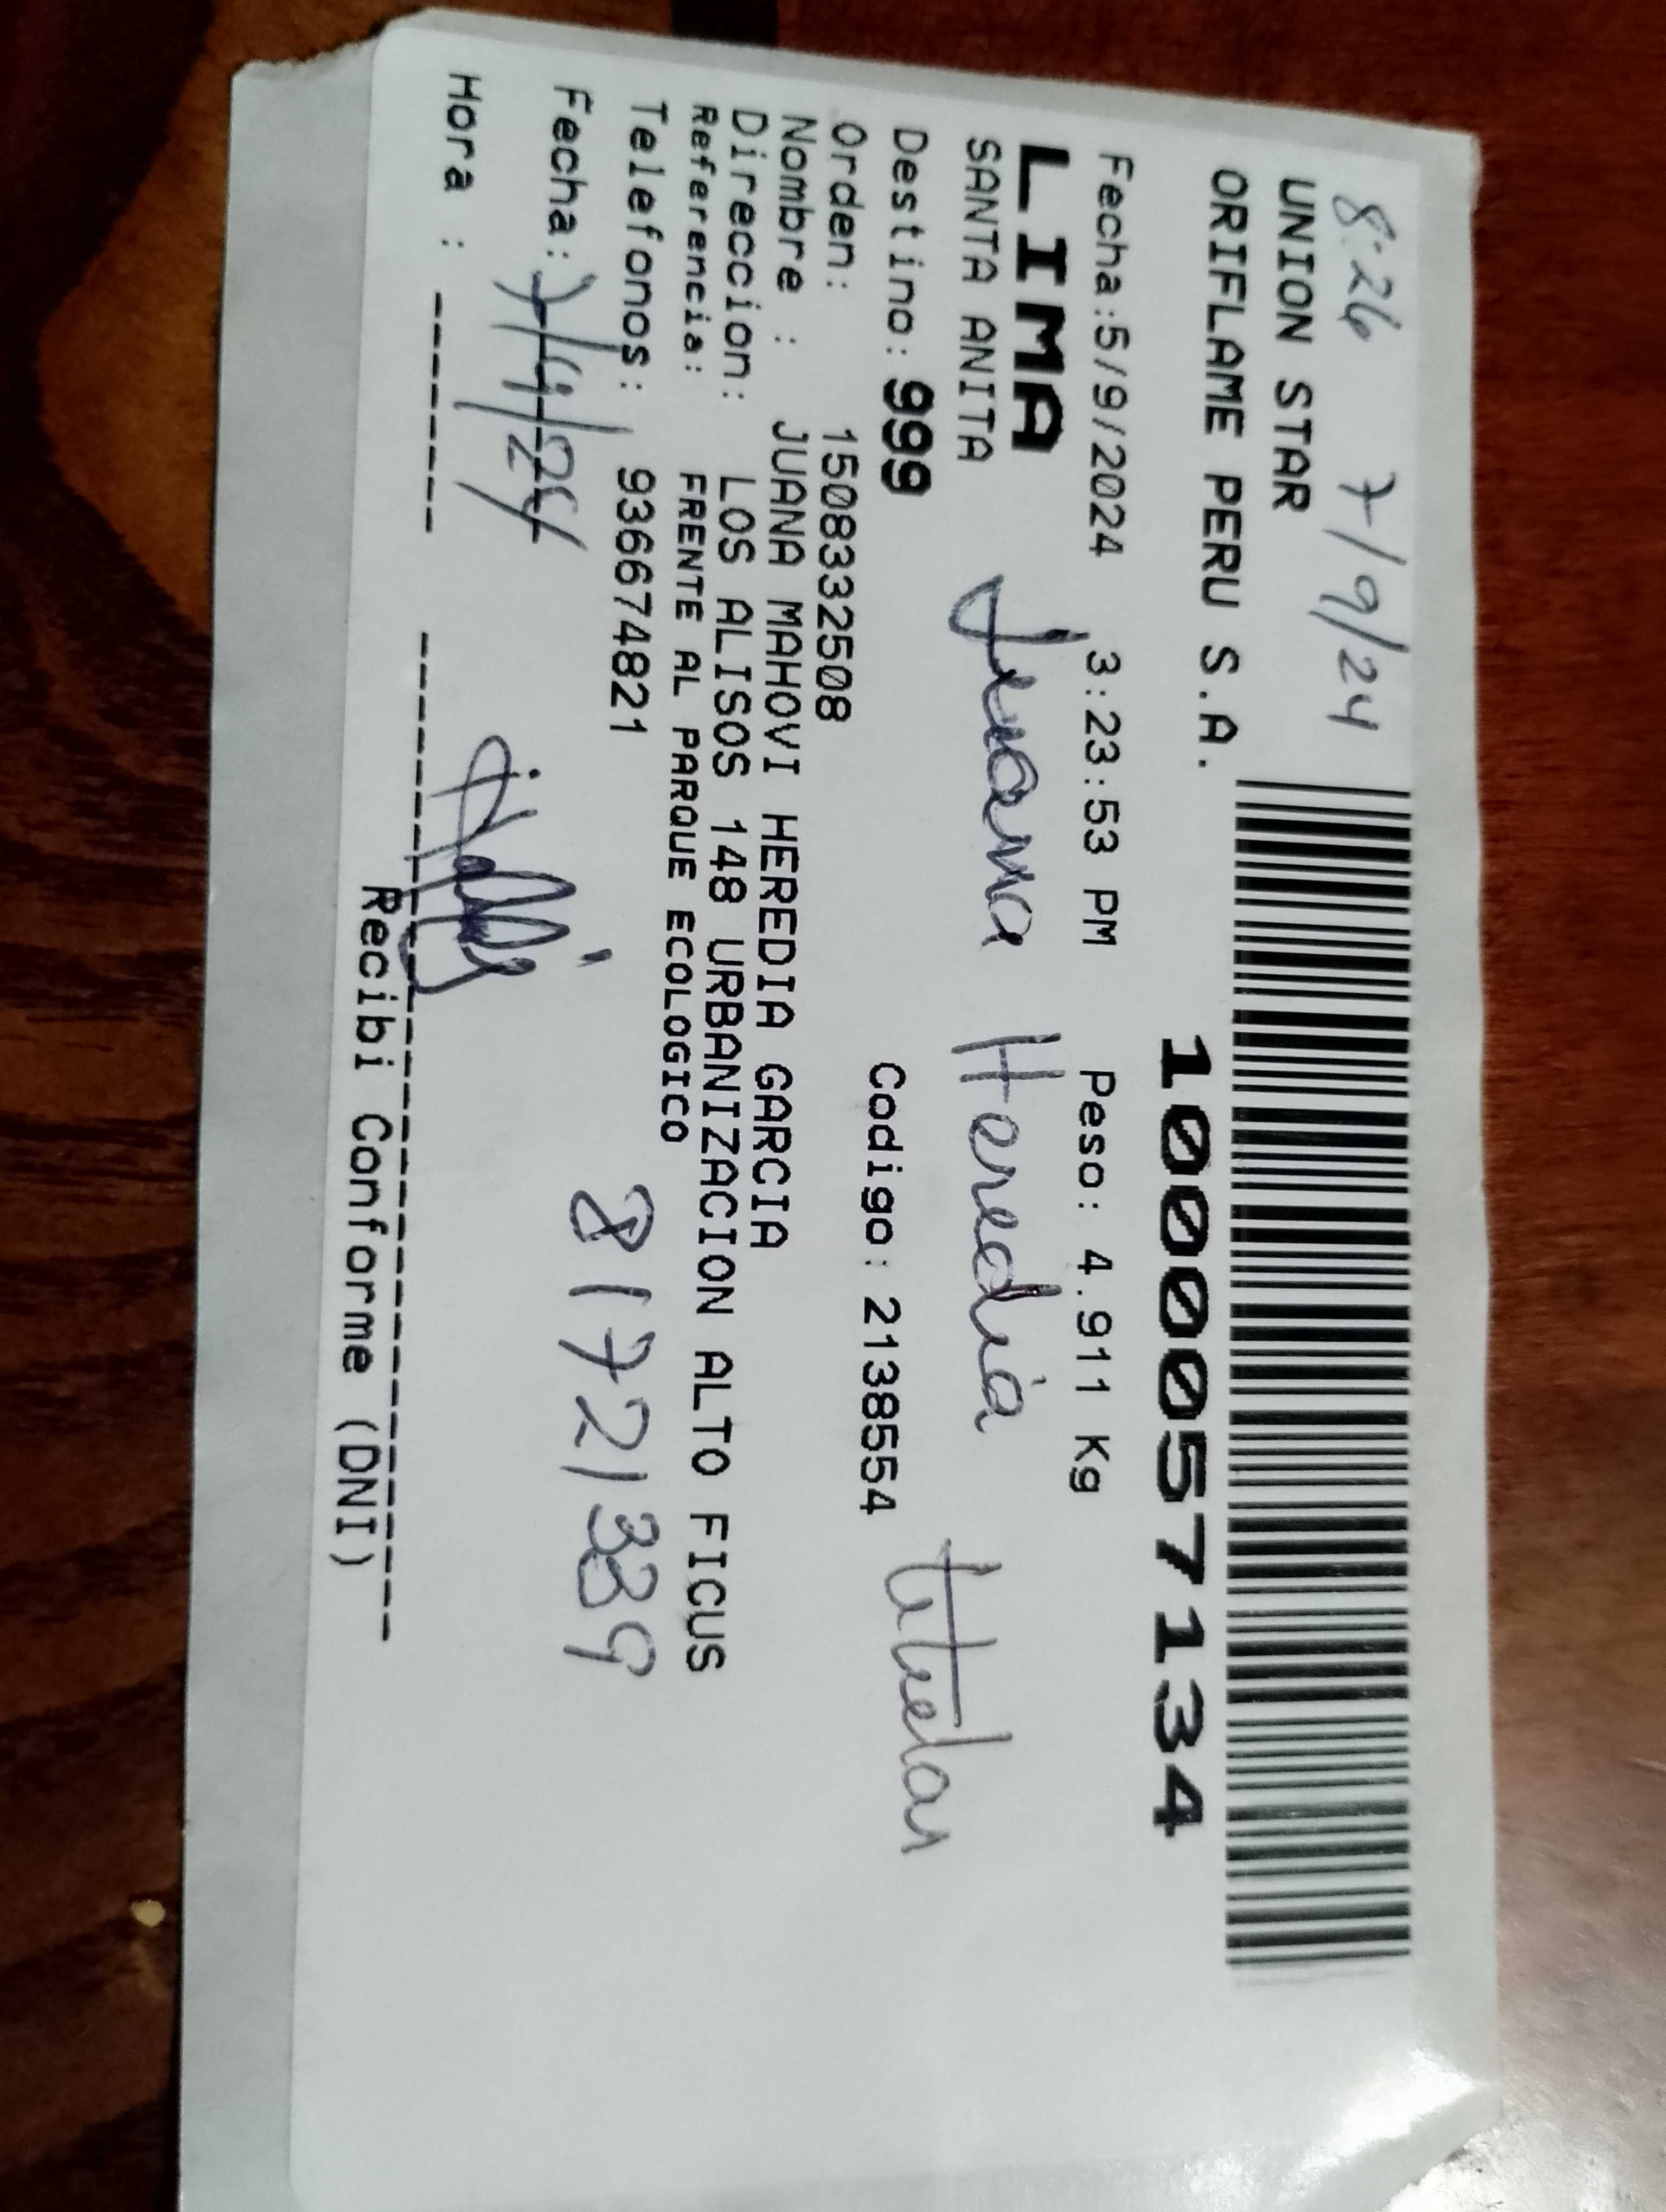 8:26 7/9/24
UNION STAR
ORIFLAME PERU S.A.
1000057134
Fecha:5/9/2024 3:23:53 PM Peso: 4.911 Kg
LIMA
SANTA ANITA
Juana Heredia titular
Destino: 999 Codigo: 2138554
Orden: 1508332508
Nombre : JUANA MAHOVI HEREDIA GARCIA
Direccion: LOS ALISOS 148 URBANIZACION ALTO FICUS
Referencia: FRENTE AL PARQUE ECOLOGICO
Telefonos: 936674821
81721339
Fecha: 7/9/24
Hora :
Recibi Conforme (DNI)